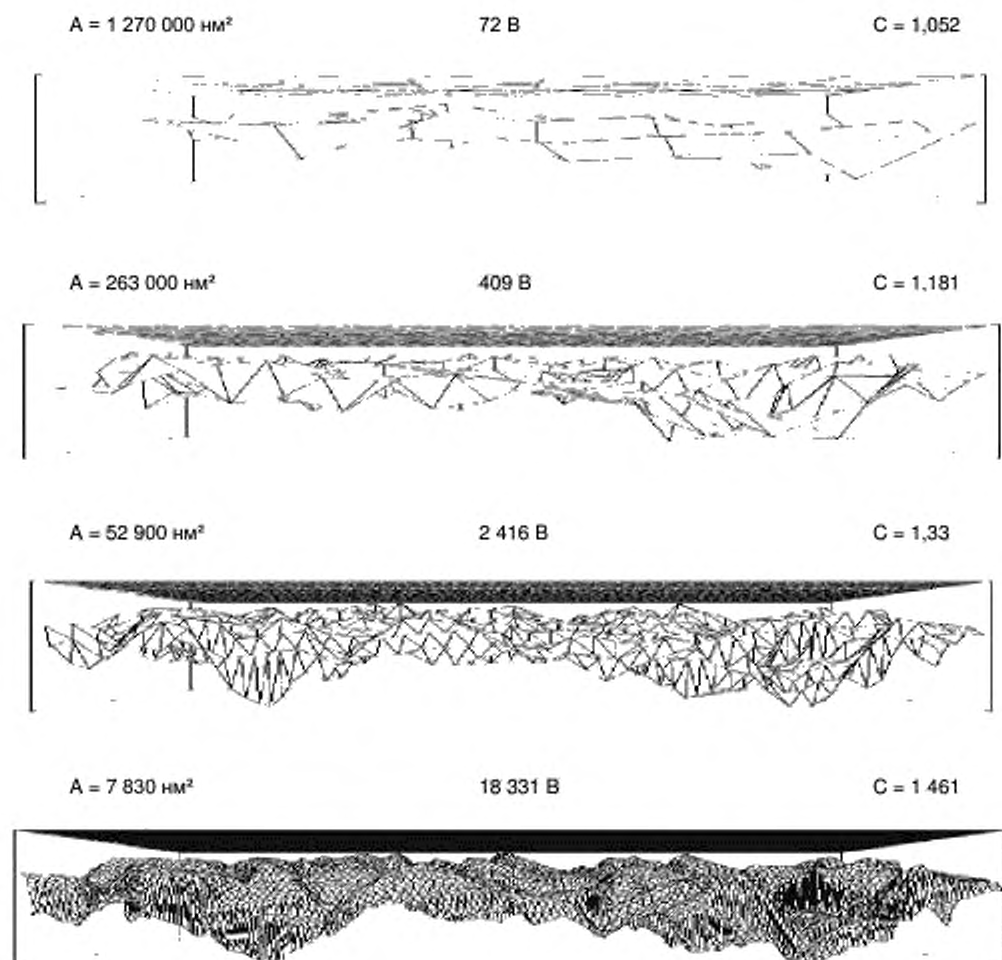 А = 1 270 000 нм² 72 В С = 1,052
А = 263 000 нм² 409 В С = 1,181
А = 52 900 нм² 2 416 В С = 1,33
А = 7 830 нм² 18 331 В С = 1 461